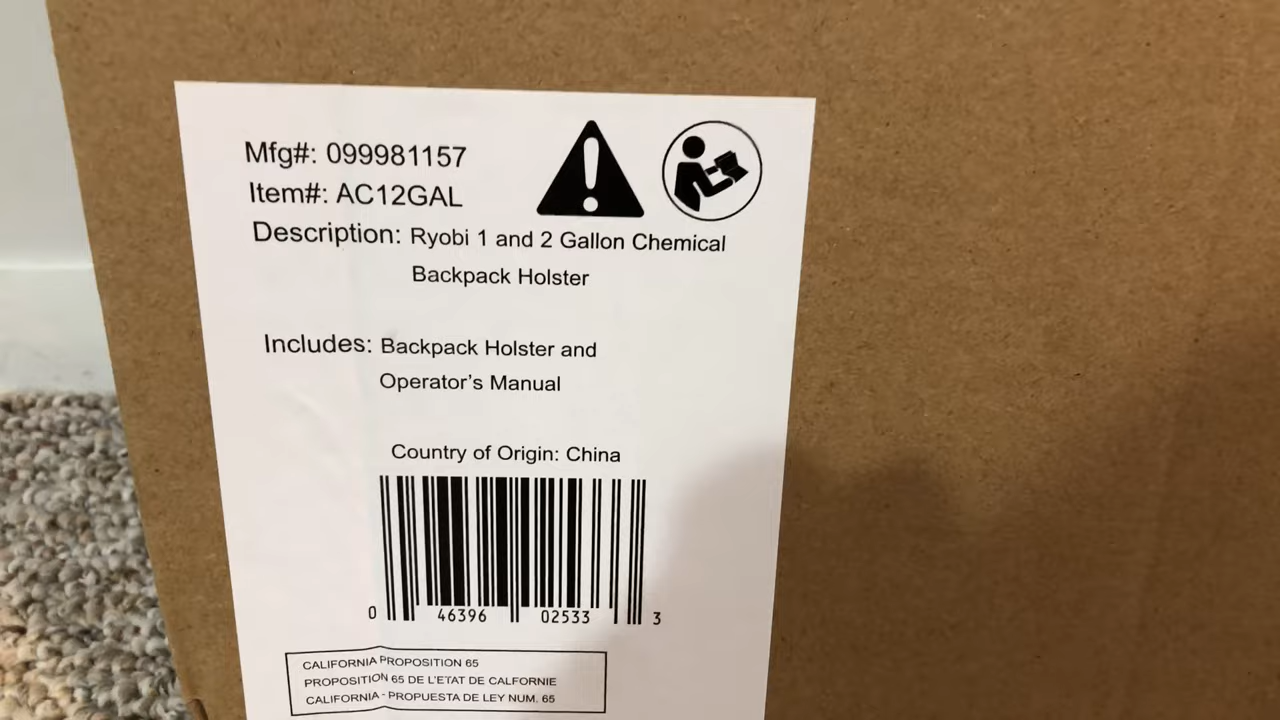 Mfg#: 099981157
Item#: AC12GAL
Description: Ryobi 1 and 2 Gallon Chemical
Backpack Holster
Includes: Backpack Holster and
Operator's Manual
Country of Origin: China
0 46396 02533 3
CALIFORNIA PROPOSITION 65
PROPOSITION 65 DE L'ETAT DE CALFORNIE
CALIFORNIA - PROPUESTA DE LEY NUM. 65